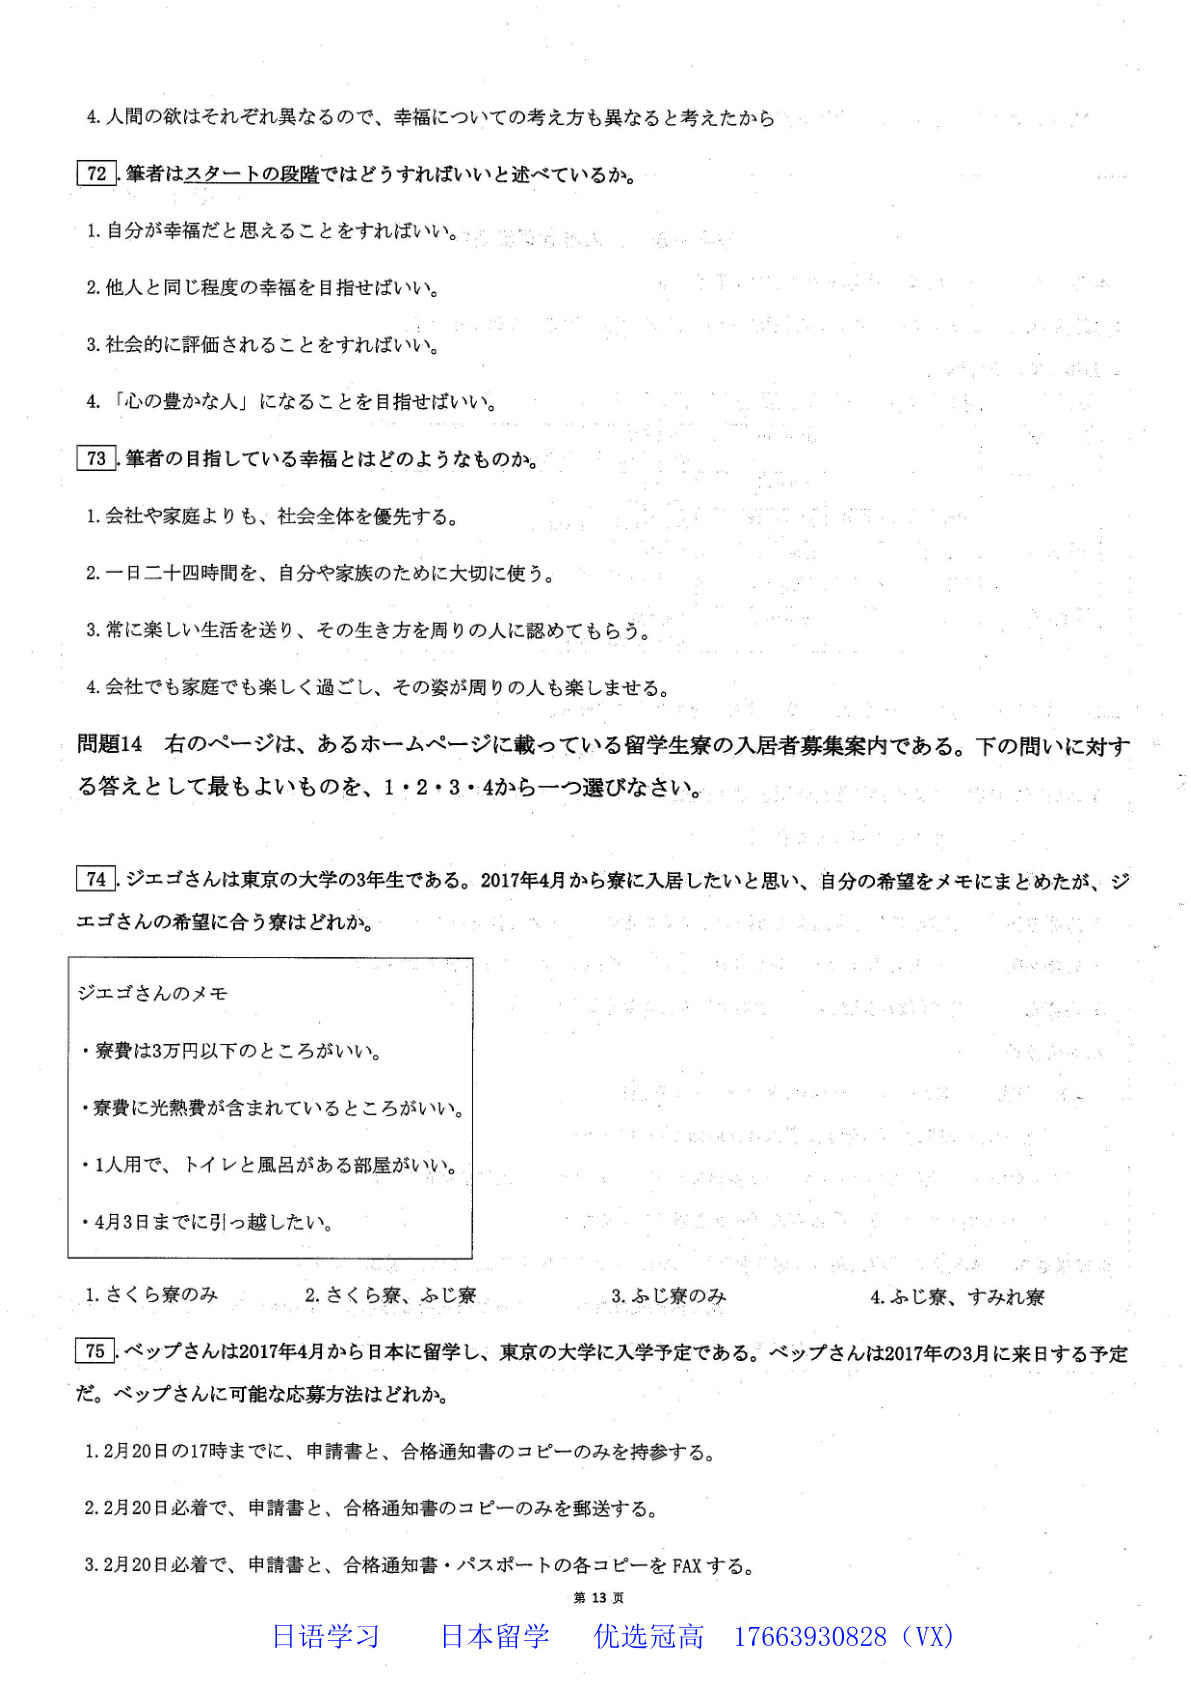 4. 人間の欲はそれぞれ異なるので、幸福についての考え方も異なると考えたから
72. 筆者はスタートの段階ではどうすればいいと述べているか。
1. 自分が幸福だと思えることをすればいい。
2. 他人と同じ程度の幸福を目指せばいい。
3. 社会的に評価されることをすればいい。
4. 「心の豊かな人」になることを目指せばいい。
73. 筆者の目指している幸福とはどのようなものか。
1. 会社や家庭よりも、社会全体を優先する。
2. 一日二十四時間を、自分や家族のために大切に使う。
3. 常に楽しい生活を送り、その生き方を周りの人に認めてもらう。
4. 会社でも家庭でも楽しく過ごし、その姿が周りの人も楽しませる。
問題14　右のページは、あるホームページに載っている留学生寮の入居者募集案内である。下の問いに対す
る答えとして最もよいものを、1・2・3・4から一つ選びなさい。
74. ジエゴさんは東京の大学の3年生である。2017年4月から寮に入居したいと思い、自分の希望をメモにまとめたが、ジ
エゴさんの希望に合う寮はどれか。
ジエゴさんのメモ
・寮費は3万円以下のところがいい。
・寮費に光熱費が含まれているところがいい。
・1人用で、トイレと風呂がある部屋がいい。
・4月3日までに引っ越したい。
1. さくら寮のみ　2. さくら寮、ふじ寮　3. ふじ寮のみ　4. ふじ寮、すみれ寮
75. ベップさんは2017年4月から日本に留学し、東京の大学に入学予定である。ベップさんは2017年の3月に来日する予定
だ。ベップさんに可能な応募方法はどれか。
1. 2月20日の17時までに、申請書と、合格通知書のコピーのみを持参する。
2. 2月20日必着で、申請書と、合格通知書のコピーのみを郵送する。
3. 2月20日必着で、申請書と、合格通知書・パスポートの各コピーをFAXする。
第 13 页
日语学习　日本留学　优选冠高　17663930828（VX）